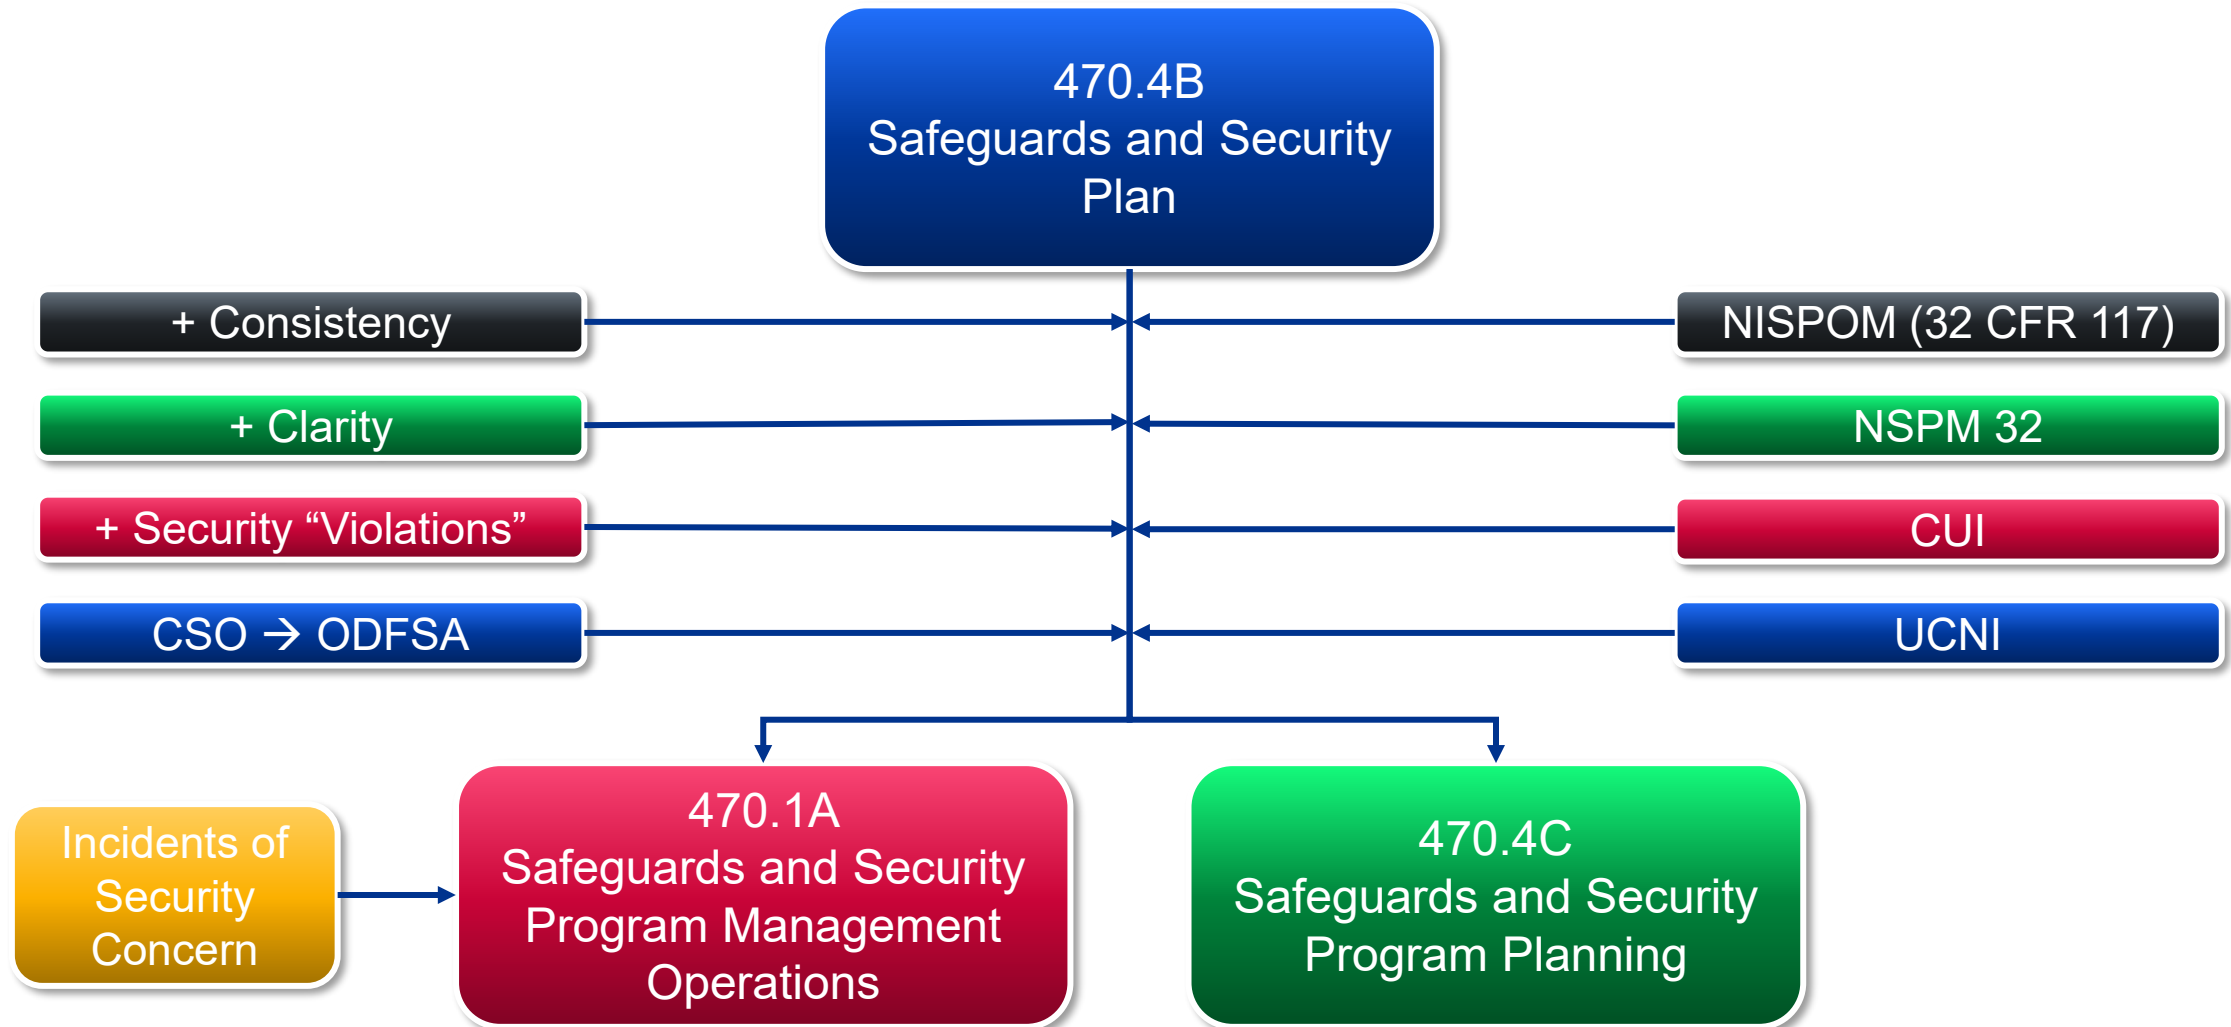 470.4B
Safeguards and Security
Plan
+ Consistency
NISPOM (32 CFR 117)
+ Clarity
NSPM 32
+ Security “Violations”
CUI
CSO → ODFSA
UCNI
Incidents of
Security
Concern
470.1A
Safeguards and Security
Program Management
Operations
470.4C
Safeguards and Security
Program Planning